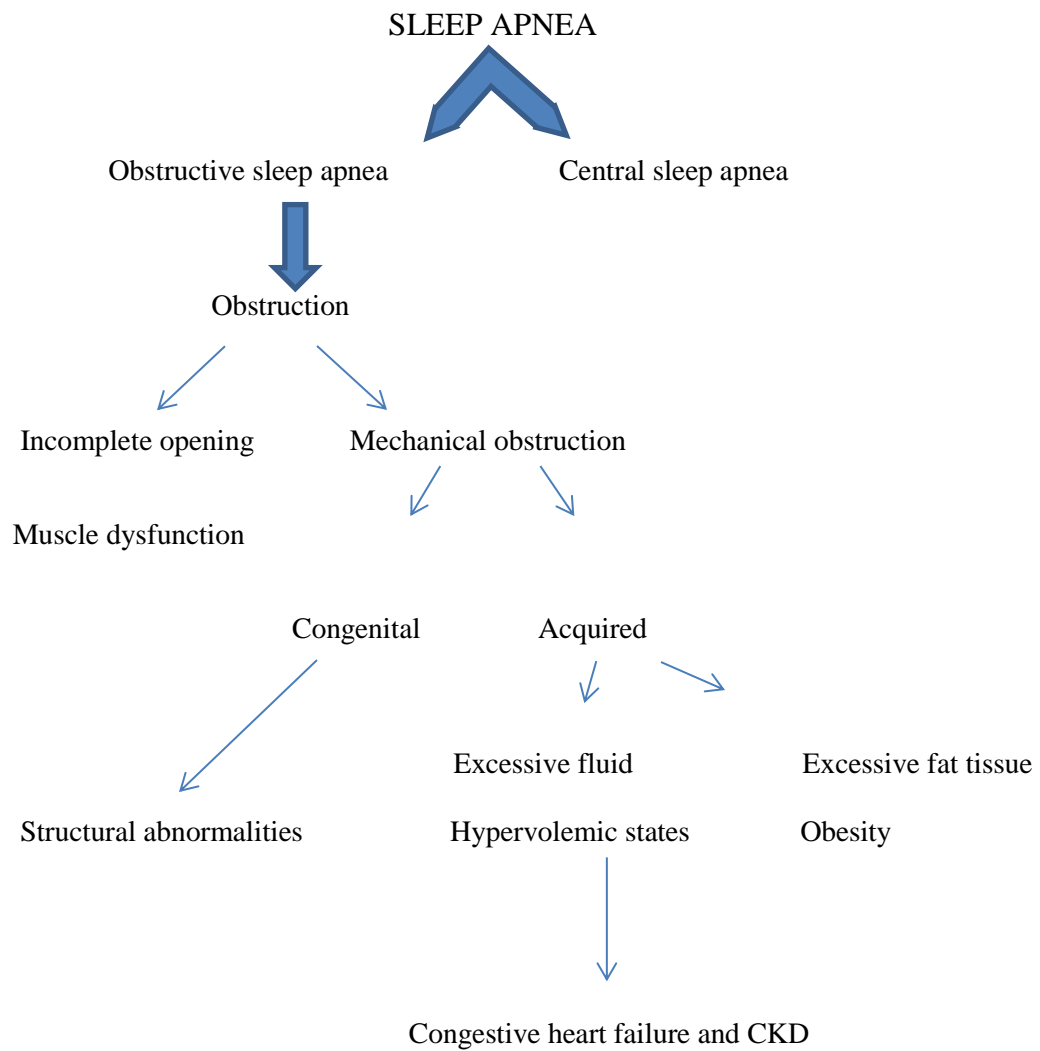 SLEEP APNEA
Obstructive sleep apnea Central sleep apnea
Obstruction
Incomplete opening Mechanical obstruction
Muscle dysfunction
Congenital Acquired
Excessive fluid Excessive fat tissue
Structural abnormalities Hypervolemic states Obesity
Congestive heart failure and CKD